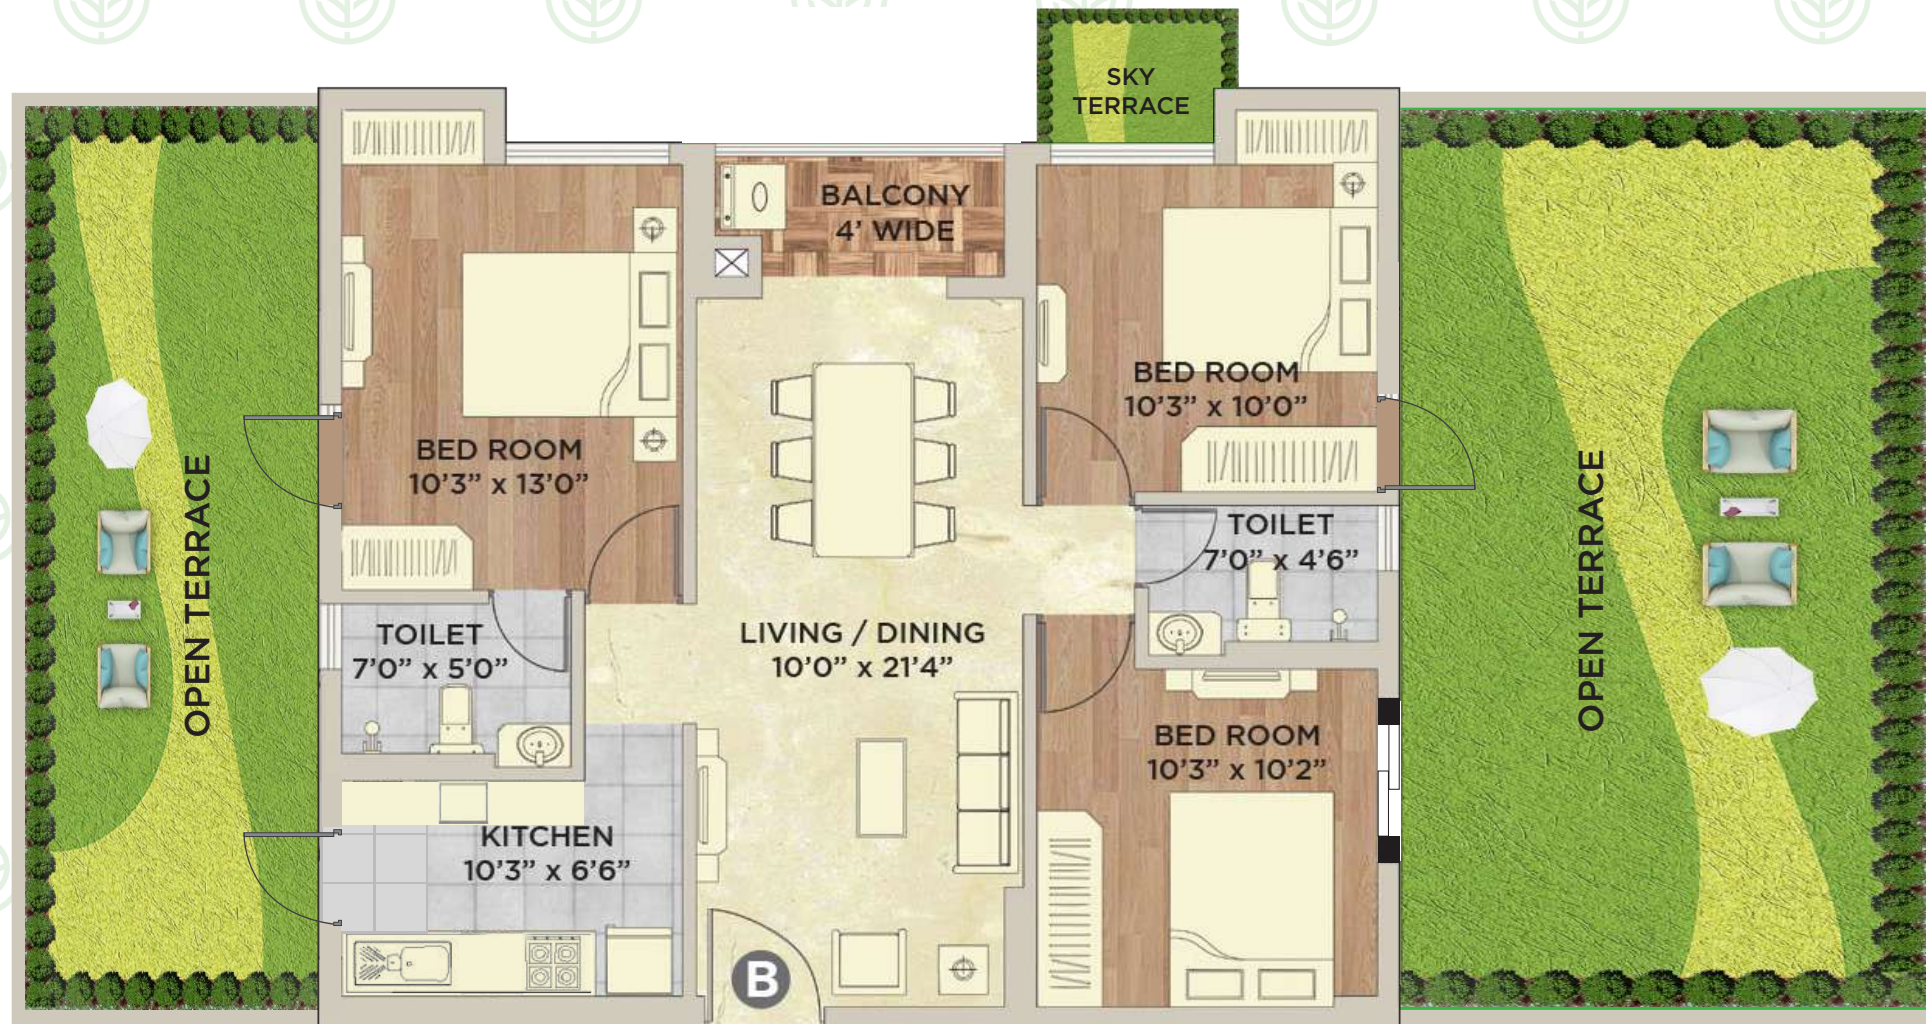 SKY
TERRACE
BALCONY
4' WIDE
BED ROOM
10'3” x 10'0”
BED ROOM
10'3” x 13'0”
OPEN TERRACE
OPEN TERRACE
TOILET
7'0” x 4'6”
TOILET
7'0” x 5'0”
LIVING / DINING
10'0” x 21'4”
BED ROOM
10'3” x 10'2”
KITCHEN
10'3” x 6'6”
B